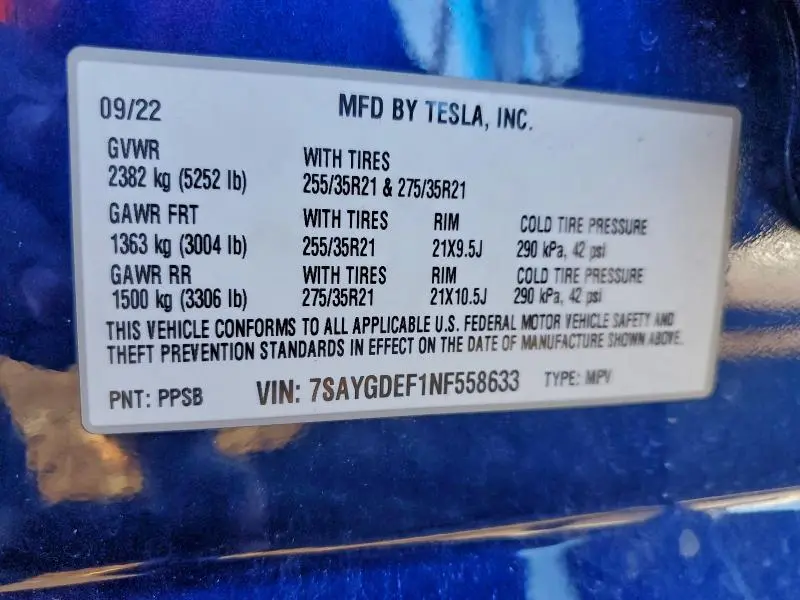 09/22 MFD BY TESLA, INC.
GVWR
2382 kg (5252 lb)
WITH TIRES
255/35R21 & 275/35R21
GAWR FRT WITH TIRES RIM COLD TIRE PRESSURE
1363 kg (3004 lb) 255/35R21 21X9.5J 290 kPa, 42 psi
GAWR RR WITH TIRES RIM COLD TIRE PRESSURE
1500 kg (3306 lb) 275/35R21 21X10.5J 290 kPa, 42 psi
THIS VEHICLE CONFORMS TO ALL APPLICABLE U.S. FEDERAL MOTOR VEHICLE SAFETY AND
THEFT PREVENTION STANDARDS IN EFFECT ON THE DATE OF MANUFACTURE SHOWN ABOVE.
PNT: PPSB VIN: 7SAYGDEF1NF558633 TYPE: MPV